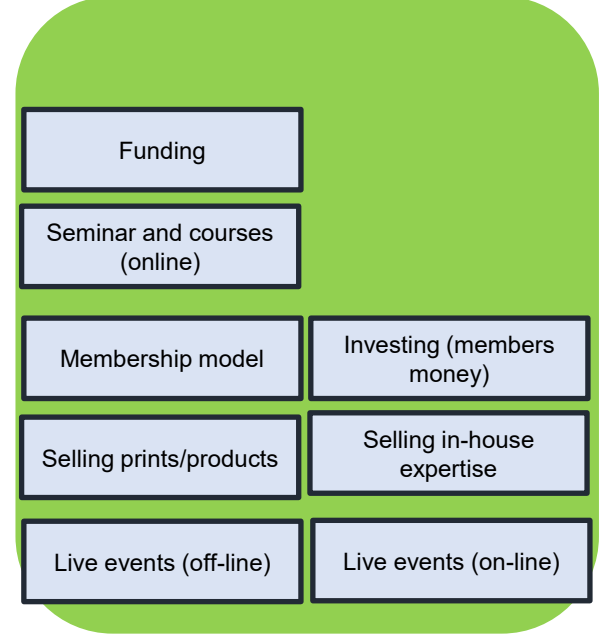 Funding
Seminar and courses
(online)
Membership model
Investing (members
money)
Selling prints/products
Selling in-house
expertise
Live events (off-line)
Live events (on-line)